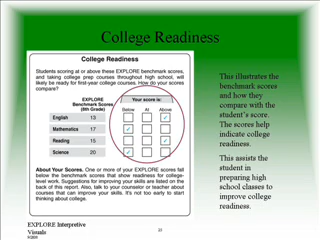 College Readiness
College Readiness
Students scoring at or above these EXPLORE benchmark scores,
and taking college prep courses throughout high school, will
likely be ready for first-year college courses. How do your scores
compare?
EXPLORE
Benchmark Scores
(8th Grade)
Your score is:
Below At Above
English 13
Mathematics 17
Reading 15
Science 20
About Your Scores. One or more of your EXPLORE scores fall
below the benchmark scores that show readiness for college-
level work. Suggestions for improving your skills are listed on the
back of this report. Also, talk to your counselor or teacher about
courses that can improve your skills. It's not too early to start
thinking about college.
This illustrates the
benchmark scores
and how they
compare with the
student's score.
The scores help
indicate college
readiness.
This assists the
student in
preparing high
school classes to
improve college
readiness.
EXPLORE Interpretive
Visuals